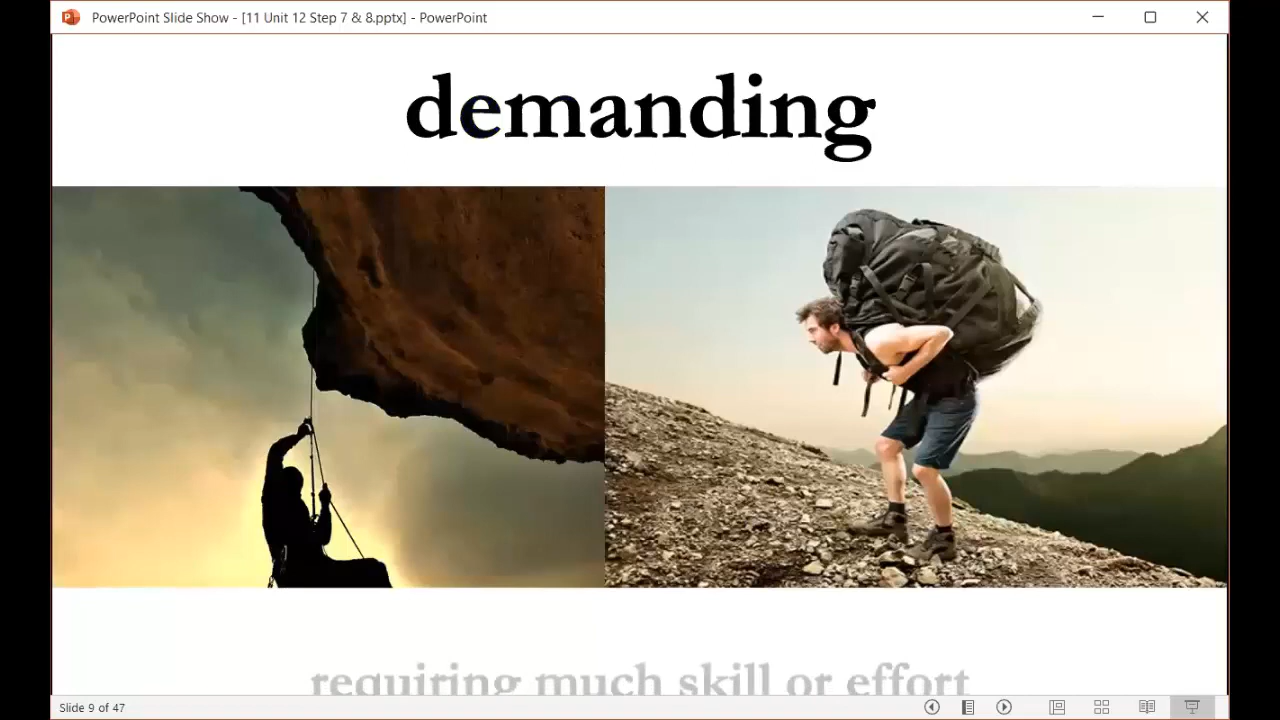 PowerPoint Slide Show - [11 Unit 12 Step 7 & 8.pptx] - PowerPoint
demanding
requiring much skill or effort
Slide 9 of 47